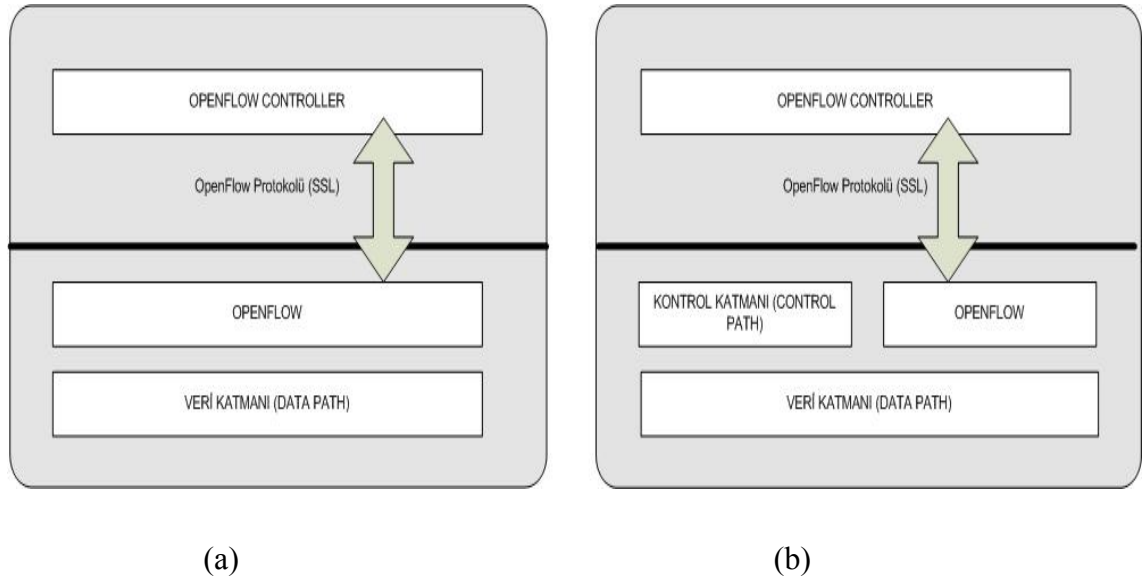 OPENFLOW CONTROLLER
OpenFlow Protokolü (SSL)
OPENFLOW
VERİ KATMANI (DATA PATH)
(a)
OPENFLOW CONTROLLER
OpenFlow Protokolü (SSL)
KONTROL KATMANI (CONTROL
PATH)
OPENFLOW
VERİ KATMANI (DATA PATH)
(b)